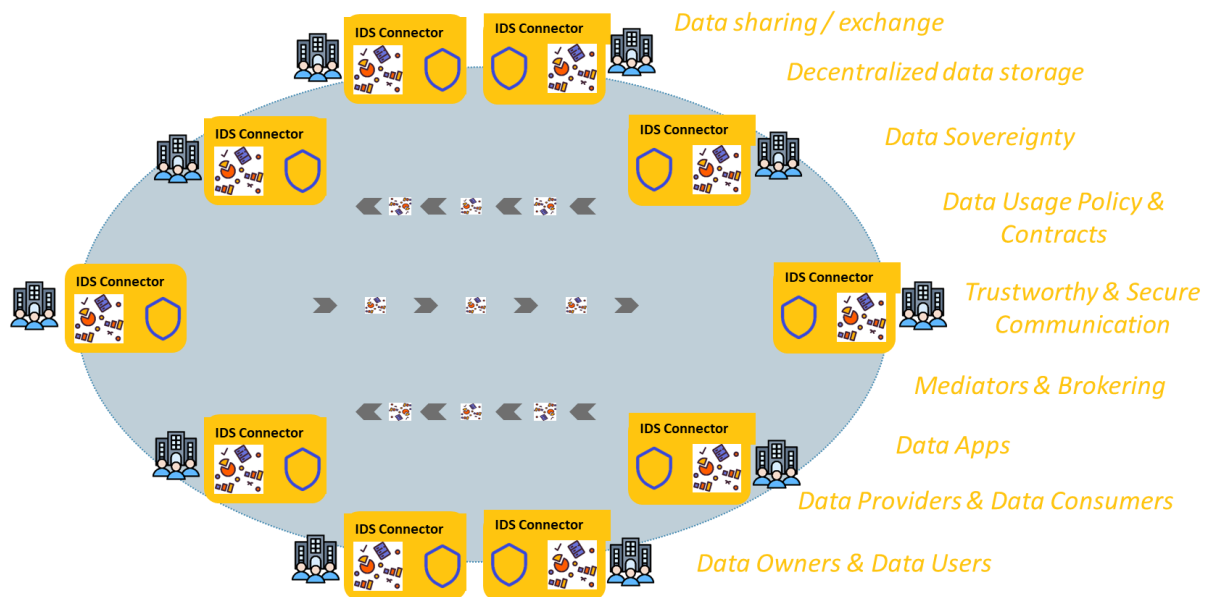 IDS Connector
IDS Connector
Data sharing / exchange
Decentralized data storage
IDS Connector
IDS Connector
Data Sovereignty
Data Usage Policy &
Contracts
IDS Connector
IDS Connector
Trustworthy & Secure
Communication
Mediators & Brokering
IDS Connector
IDS Connector
Data Apps
Data Providers & Data Consumers
IDS Connector
IDS Connector
Data Owners & Data Users